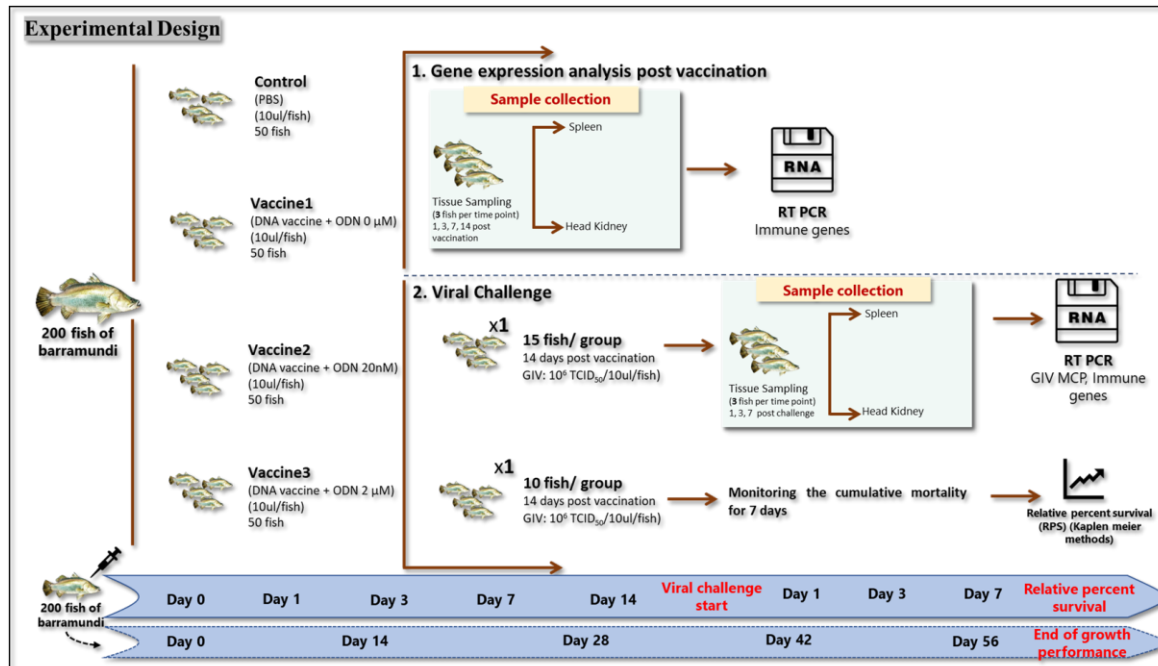 Experimental Design
200 fish of
barramundi
Control
(PBS)
(10ul/fish)
50 fish
Vaccine1
(DNA vaccine + ODN 0 μM)
(10ul/fish)
50 fish
Vaccine2
(DNA vaccine + ODN 20nM)
(10ul/fish)
50 fish
Vaccine3
(DNA vaccine + ODN 2 μM)
(10ul/fish)
50 fish
1. Gene expression analysis post vaccination
Sample collection
Spleen
Tissue Sampling
(3 fish per time point)
1, 3, 7, 14 post
vaccination
Head Kidney
RNA
RT PCR
Immune genes
2. Viral Challenge
x1
15 fish/ group
14 days post vaccination
GIV: 10⁶ TCID₅₀/10ul/fish)
Sample collection
Spleen
Tissue Sampling
(3 fish per time point)
1, 3, 7 post challenge
Head Kidney
RNA
RT PCR
GIV MCP, Immune
genes
x1
10 fish/ group
14 days post vaccination
GIV: 10⁶ TCID₅₀/10ul/fish)
Monitoring the cumulative mortality
for 7 days
Relative percent survival
(RPS) (Kaplen meier
methods)
200 fish of
barramundi
Day 0 Day 1 Day 3 Day 7 Day 14 Viral challenge
start Day 1 Day 3 Day 7 Relative percent
survival
Day 0 Day 14 Day 28 Day 42 Day 56 End of growth
performance